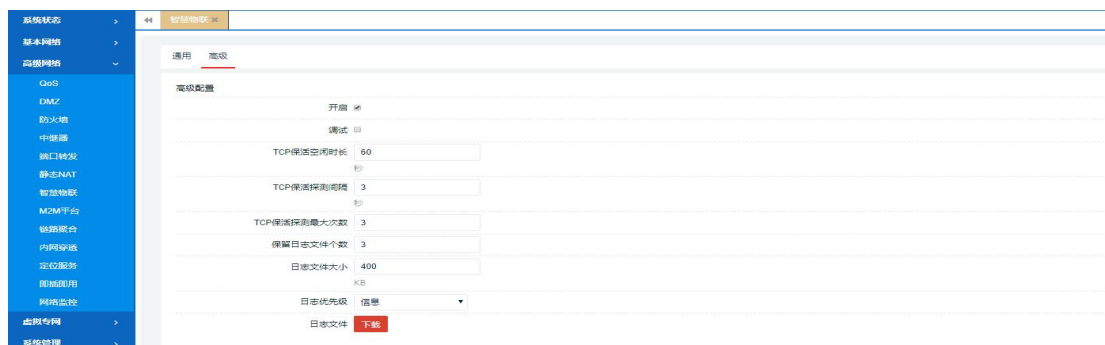 系统状态
基本网络
高级网络
QoS
DMZ
防火墙
中继器
端口转发
静态NAT
智慧物联
M2M平台
链路聚合
内网穿透
定位服务
即插即用
网络监控
虚拟专网
系统管理
智慧物联
通用 高级
高级配置
开启
调试
TCP保活空闲时长 60
秒
TCP保活探测间隔 3
秒
TCP保活探测最大次数 3
保留日志文件个数 3
日志文件大小 400
KB
日志优先级 信息
日志文件 下载